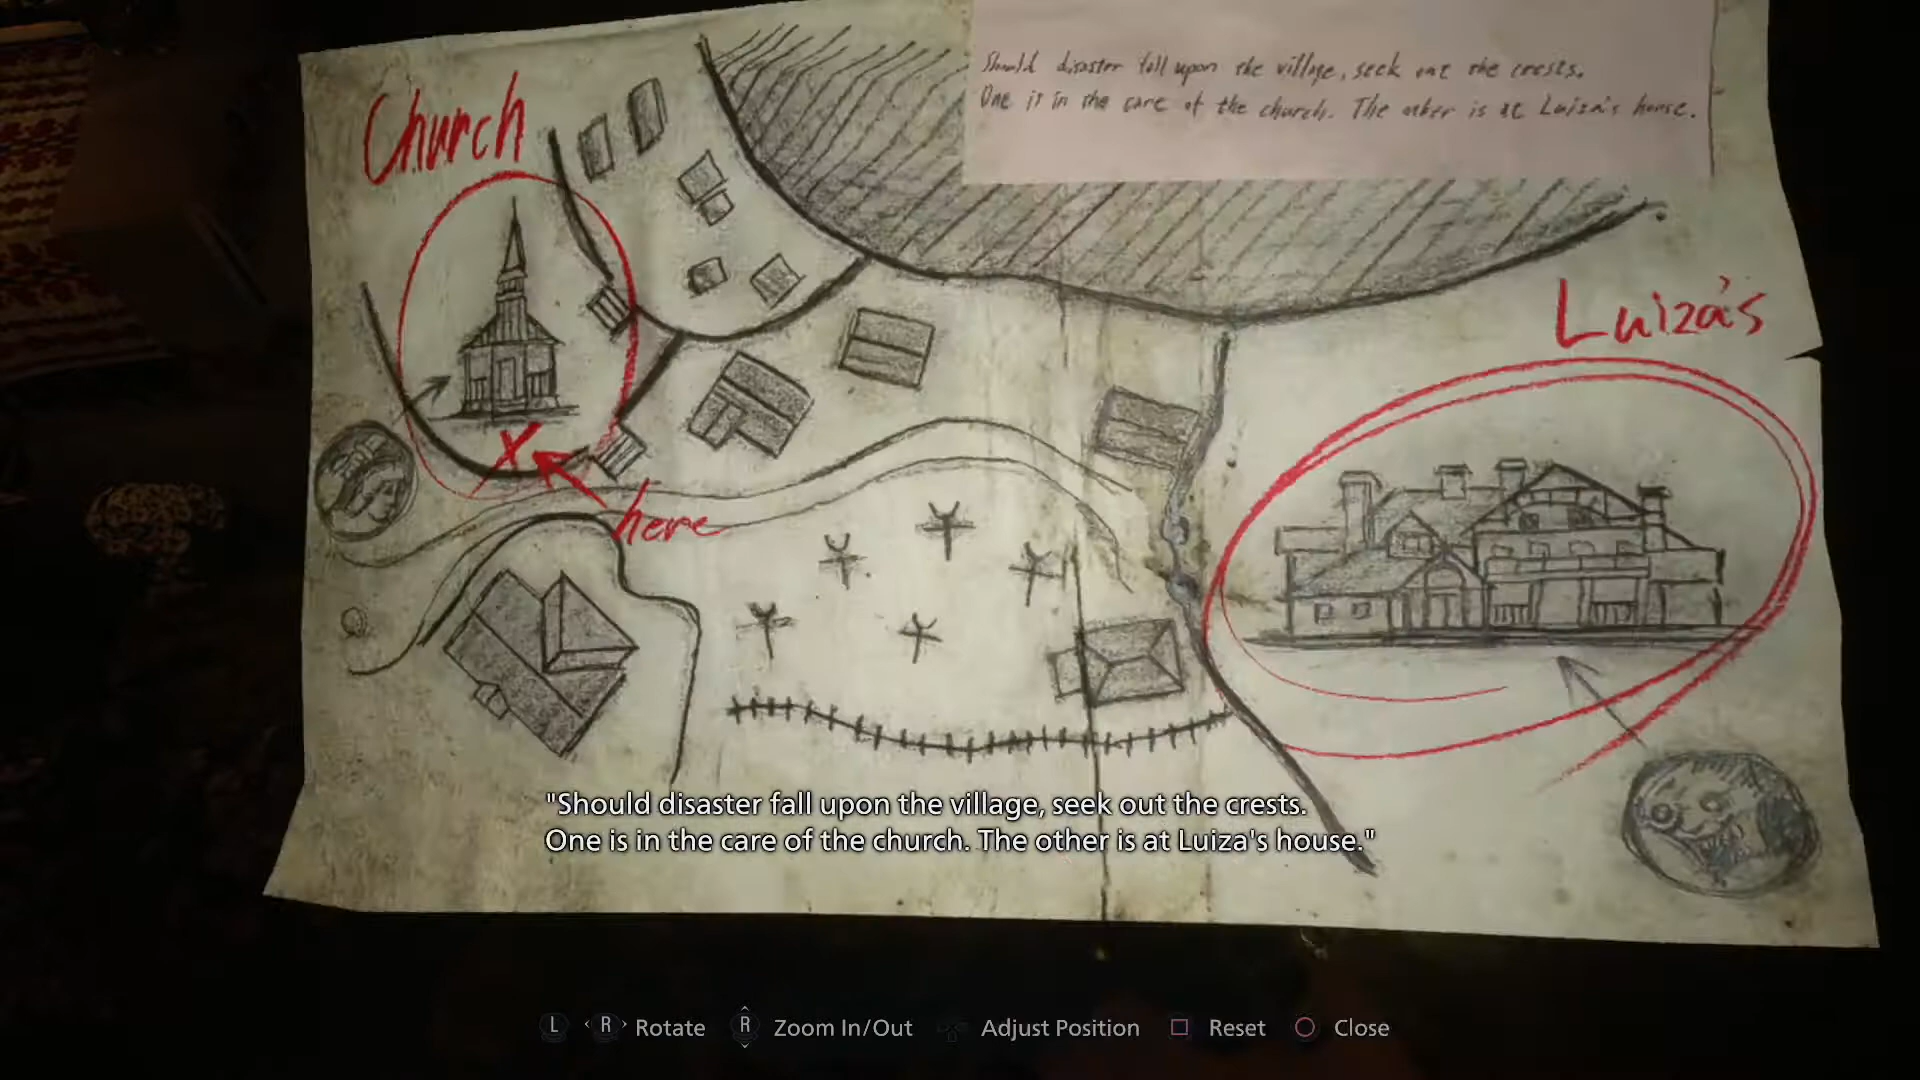 Should disaster fall upon the village, seek out the crests.
One is in the care of the church. The other is at Luiza's house.
Church
Luiza's
X
here
"Should disaster fall upon the village, seek out the crests.
One is in the care of the church. The other is at Luiza's house."
L R Rotate R Zoom In/Out Adjust Position Reset Close